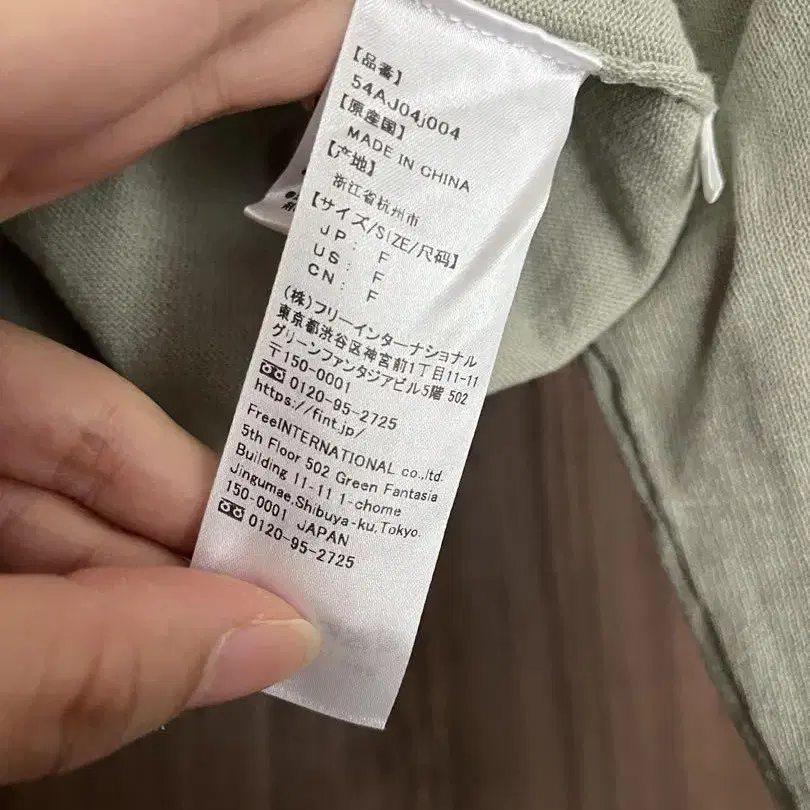 【品番】
54AJ04j004
【原産国】
MADE IN CHINA
【产地】
浙江省杭州市
【サイズ/SIZE/尺码】
JP: F
US: F
CN: F
(株)フリーインターナショナル
東京都渋谷区神宮前1丁目11-11
グリーンファンタジアビル5階 502
〒150-0001
0120-95-2725
https://fint.jp/
FreeINTERNATIONAL co.,ltd.
5th Floor 502 Green Fantasia
Building 11-11 1-chome
Jingumae,Shibuya-ku,Tokyo.
150-0001 JAPAN
0120-95-2725